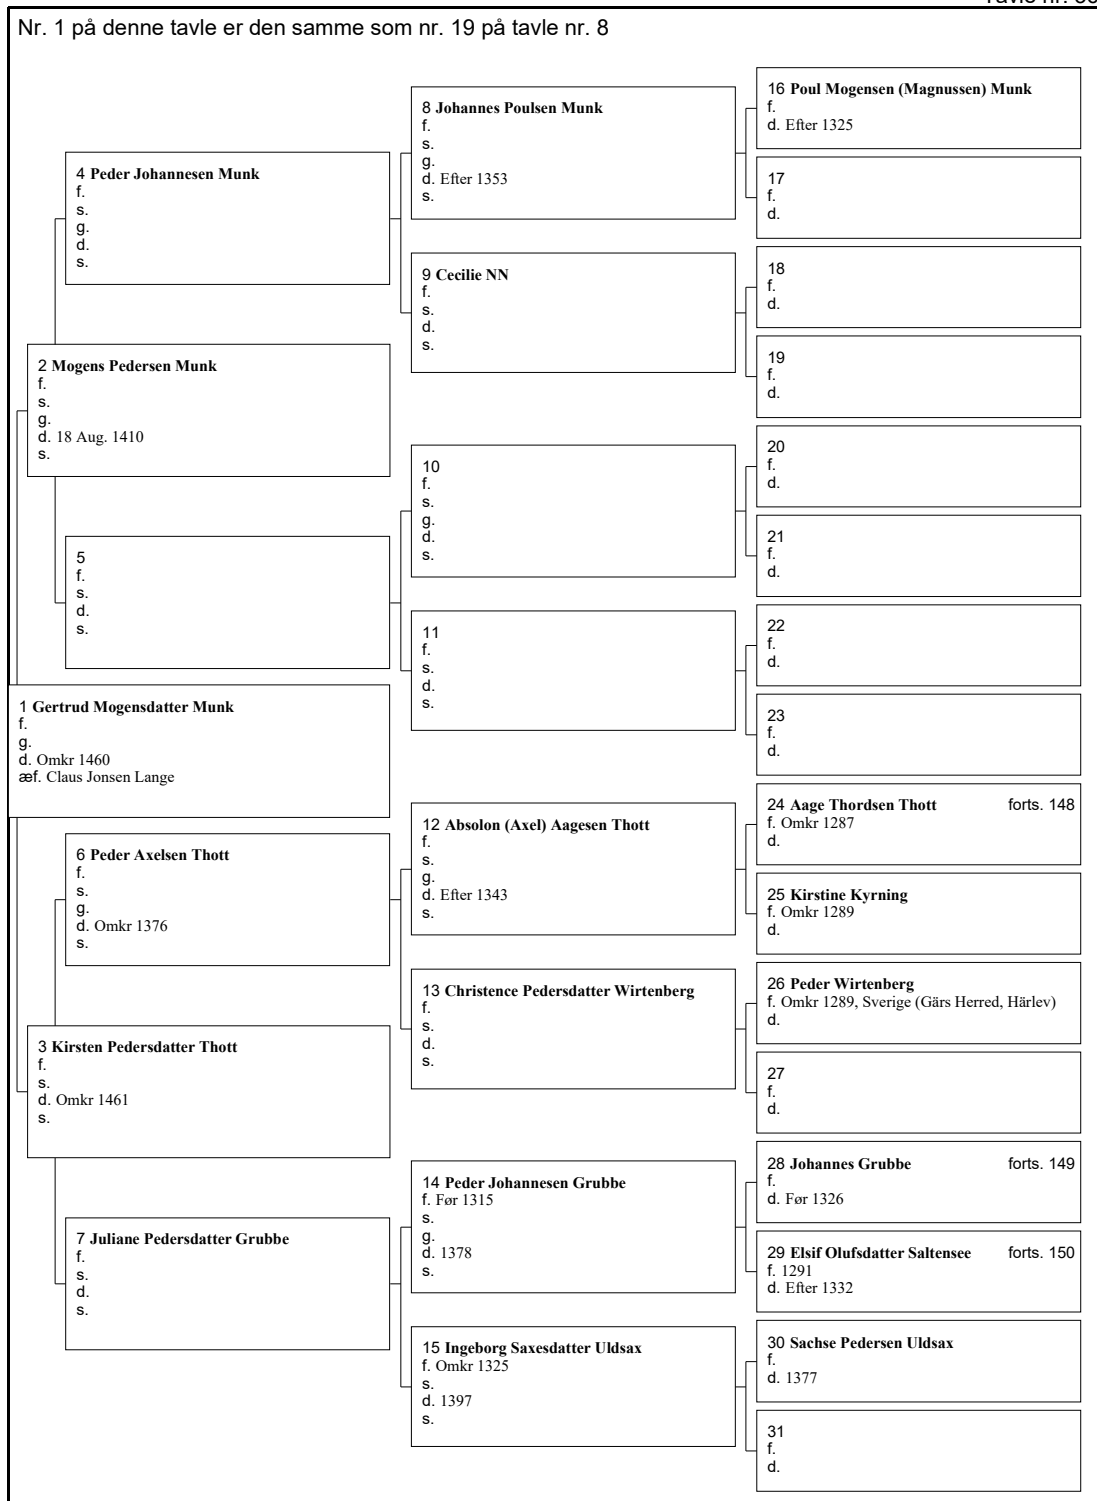 Tavle nr.
Nr. 1 på denne tavle er den samme som nr. 19 på tavle nr. 8
16 Poul Mogensen (Magnussen) Munk
f.
d. Efter 1325
8 Johannes Poulsen Munk
f.
s.
g.
d. Efter 1353
s.
4 Peder Johannesen Munk
f.
s.
g.
d.
s.
17
f.
d.
9 Cecilie NN
f.
s.
d.
s.
18
f.
d.
2 Mogens Pedersen Munk
f.
s.
g.
d. 18 Aug. 1410
s.
19
f.
d.
10
f.
s.
g.
d.
s.
20
f.
d.
5
f.
s.
d.
s.
21
f.
d.
11
f.
s.
d.
s.
22
f.
d.
1 Gertrud Mogensdatter Munk
f.
g.
d. Omkr 1460
æf. Claus Jonsen Lange
23
f.
d.
24 Aage Thordsen Thott forts. 148
f. Omkr 1287
d.
12 Absolon (Axel) Aagesen Thott
f.
s.
g.
d. Efter 1343
s.
6 Peder Axelsen Thott
f.
s.
g.
d. Omkr 1376
s.
25 Kirstine Kyrning
f. Omkr 1289
d.
13 Christence Pedersdatter Wirtenberg
f.
s.
d.
s.
26 Peder Wirtenberg
f. Omkr 1289, Sverige (Gärs Herred, Härlev)
d.
3 Kirsten Pedersdatter Thott
f.
s.
d. Omkr 1461
s.
27
f.
d.
14 Peder Johannesen Grubbe
f. Før 1315
s.
g.
d. 1378
s.
28 Johannes Grubbe forts. 149
f.
d. Før 1326
7 Juliane Pedersdatter Grubbe
f.
s.
d.
s.
29 Elsif Olufsdatter Saltensee forts. 150
f. 1291
d. Efter 1332
15 Ingeborg Saxesdatter Uldsax
f. Omkr 1325
s.
d. 1397
s.
30 Sachse Pedersen Uldsax
f.
d. 1377
31
f.
d.